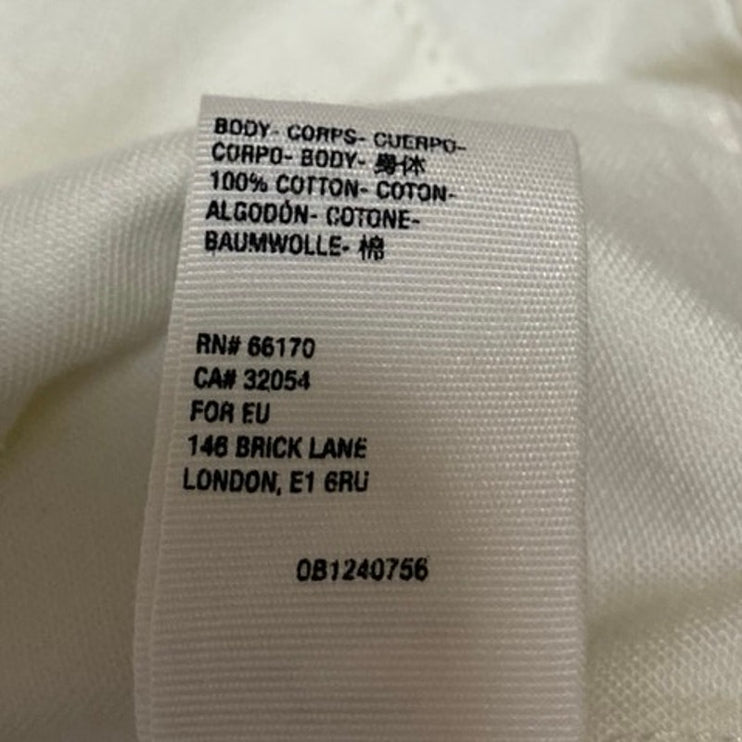 BODY- CORPS- CUERPO-
CORPO- BODY- 身体
100% COTTON- COTON-
ALGODÓN- COTONE-
BAUMWOLLE- 棉
RN# 66170
CA# 32054
FOR EU
146 BRICK LANE
LONDON, E1 6RU
0B1240756